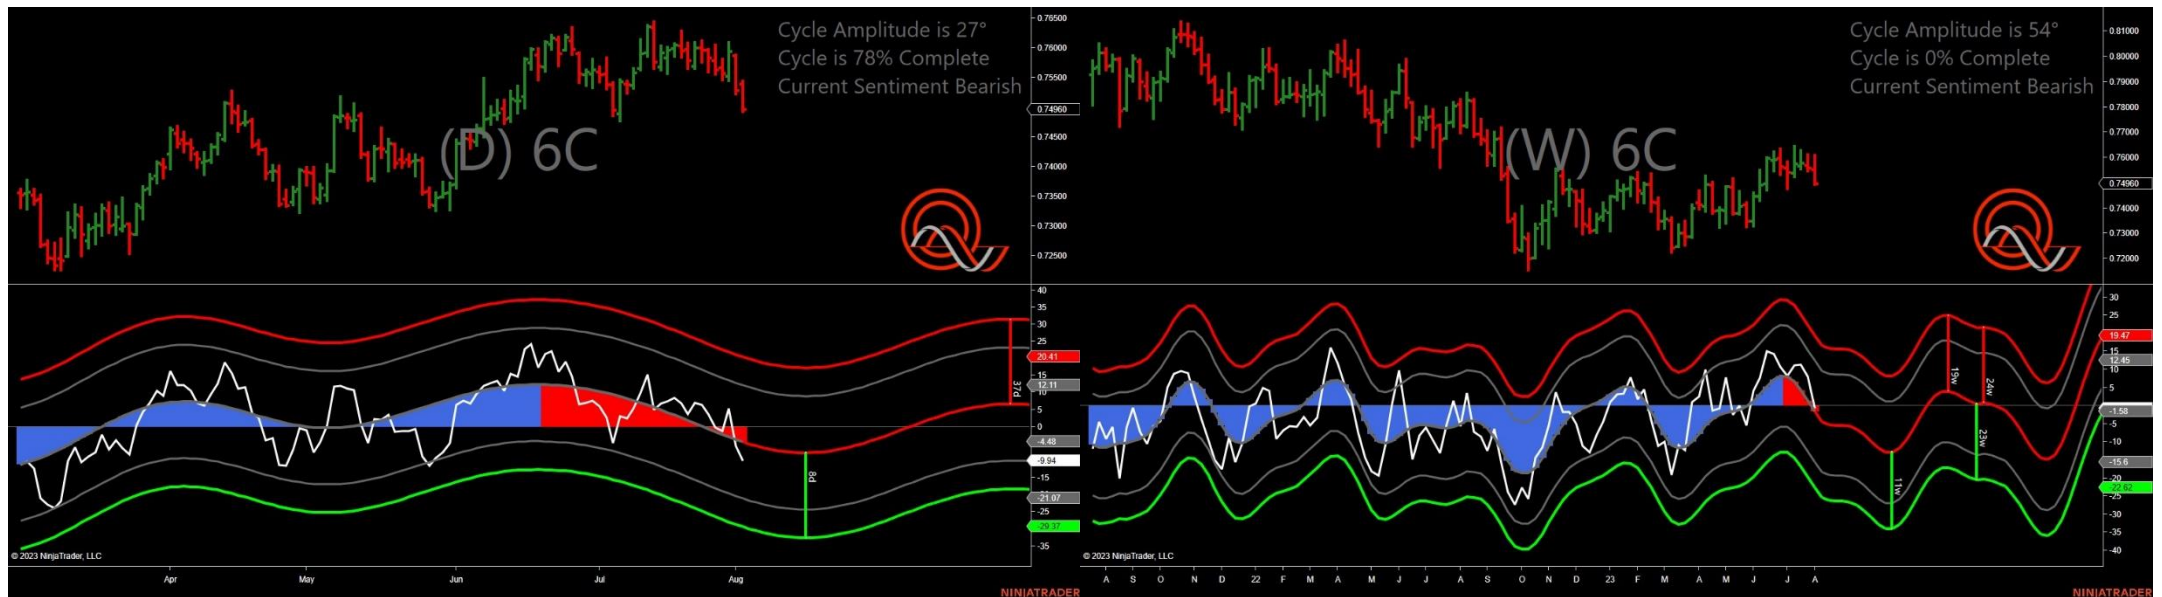 Cycle Amplitude is 27°
Cycle is 78% Complete
Current Sentiment Bearish
(D) 6C
0.76500
0.76000
0.75500
0.74960
0.74500
0.74000
0.73500
0.73000
0.72500
40
35
30
25
20.41
15
12.11
10
5
0
-4.48
-9.94
-15
-21.07
-25
-29.37
-35
37d
8d
© 2023 NinjaTrader, LLC
Apr
May
Jun
Jul
Aug
NINJATRADER
Cycle Amplitude is 54°
Cycle is 0% Complete
Current Sentiment Bearish
(W) 6C
0.81000
0.80000
0.79000
0.78000
0.77000
0.76000
0.74960
0.74000
0.73000
0.72000
30
25
19.47
15
12.45
10
5
-1.58
-5
-10
-15.6
-20
-22.62
-25
-30
-35
-40
19w
24w
23w
11w
© 2023 NinjaTrader, LLC
A S O N D 22 F M A M J J A S O N D 23 F M A M J J A
NINJATRADER